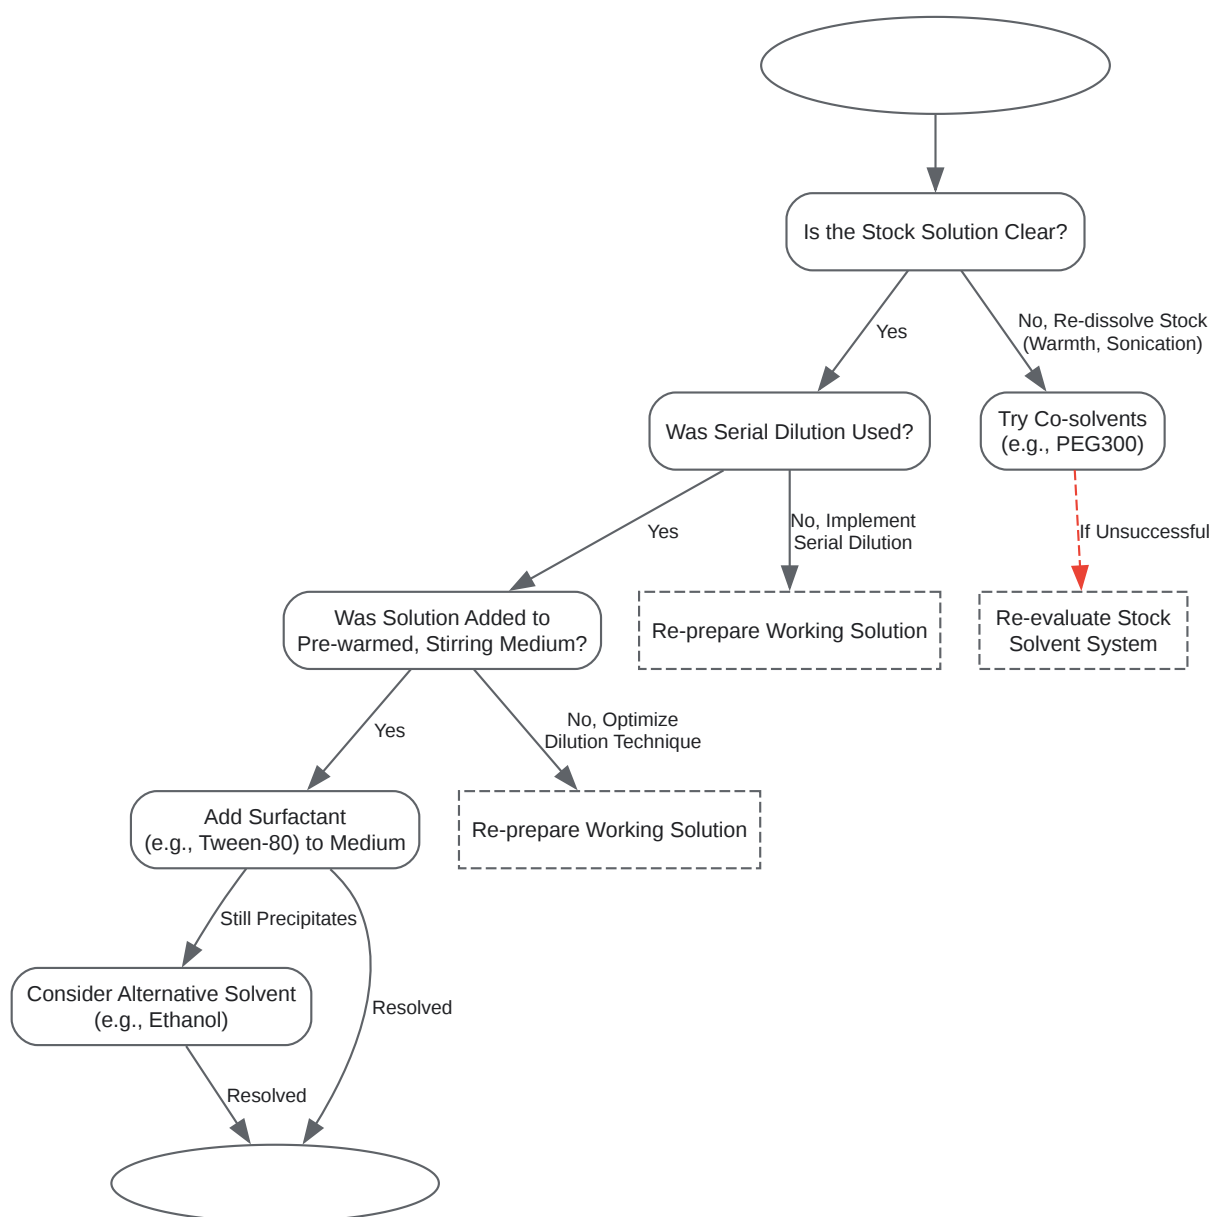 Is the Stock Solution Clear?
Yes
No, Re-dissolve Stock
(Warmth, Sonication)
Was Serial Dilution Used?
Try Co-solvents
(e.g., PEG300)
Yes
No, Implement
Serial Dilution
If Unsuccessful
Was Solution Added to
Pre-warmed, Stirring Medium?
Re-prepare Working Solution
Re-evaluate Stock
Solvent System
Yes
No, Optimize
Dilution Technique
Add Surfactant
(e.g., Tween-80) to Medium
Re-prepare Working Solution
Still Precipitates
Consider Alternative Solvent
(e.g., Ethanol)
Resolved
Resolved